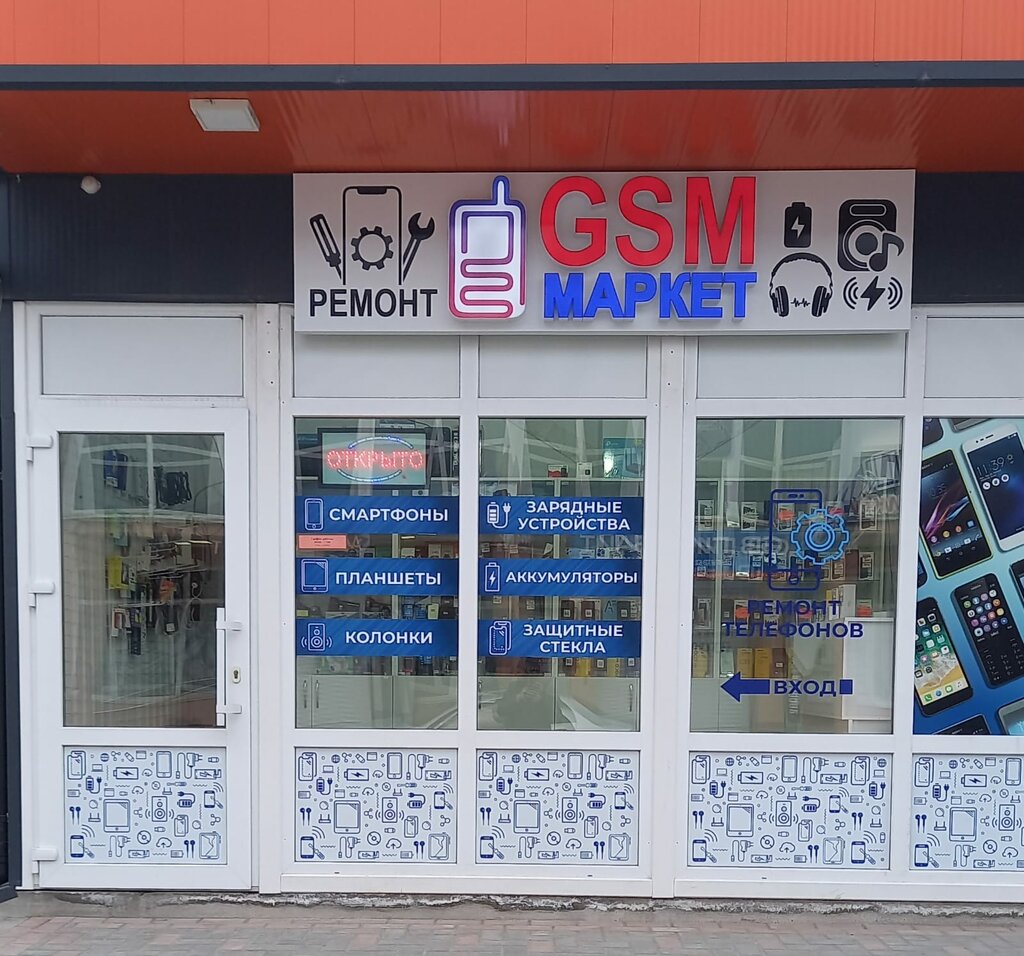 РЕМОНТ
GSM
МАРКЕТ
ОТКРЫТО
СМАРТФОНЫ
ПЛАНШЕТЫ
КОЛОНКИ
ЗАРЯДНЫЕ
УСТРОЙСТВА
АККУМУЛЯТОРЫ
ЗАЩИТНЫЕ
СТЕКЛА
РЕМОНТ
ТЕЛЕФОНОВ
ВХОД